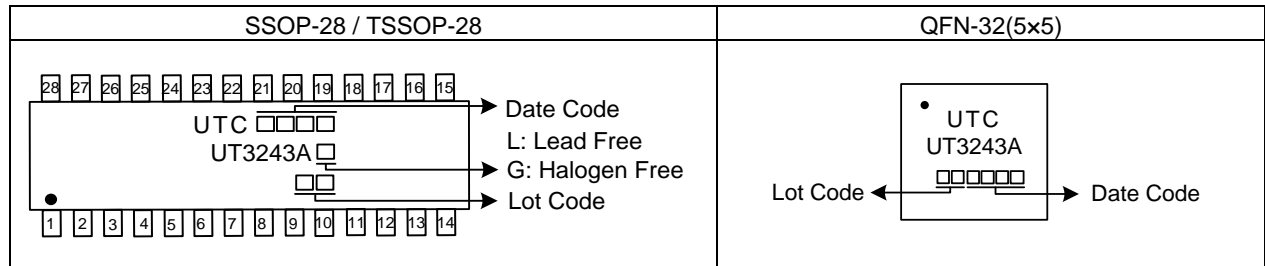 SSOP-28 / TSSOP-28
QFN-32(5×5)
28 27 26 25 24 23 22 21 20 19 18 17 16 15
UTC
UT3243A
Date Code
L: Lead Free
G: Halogen Free
Lot Code
1 2 3 4 5 6 7 8 9 10 11 12 13 14
UTC
UT3243A
Lot Code
Date Code